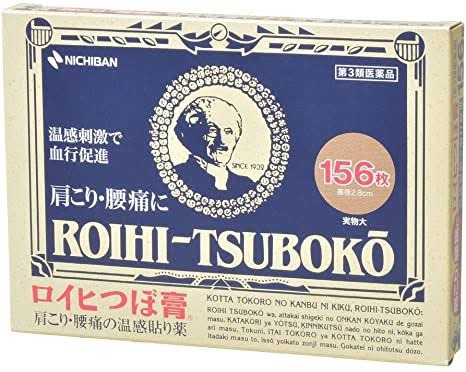 NICHIBAN
第3類医薬品
温感刺激で
血行促進
SINCE 1932
156枚
直径2.8cm
実物大
肩こり・腰痛に
ROIHI-TSUBOKŌ
ロイヒつぼ膏®
肩こり・腰痛の温感貼り薬
KOTTA TOKORO NO KANBU NI KIKU, ROIHI-TSUBOKŌ:
ROIHI TSUBOKŌ wa, attakai shigeki no ONKAN KŌYAKU de gozai
masu. KATAKORI ya YŌTSŪ, KINNIKUTSŪ nado no hito ni, kōka ga
ari masu. Tokuni, ITAI TOKORO ya KOTTA TOKORO NI hatte
itadaki masu to, isso yoikato zonji masu. Gokatei ni ohitotsu dōzo.